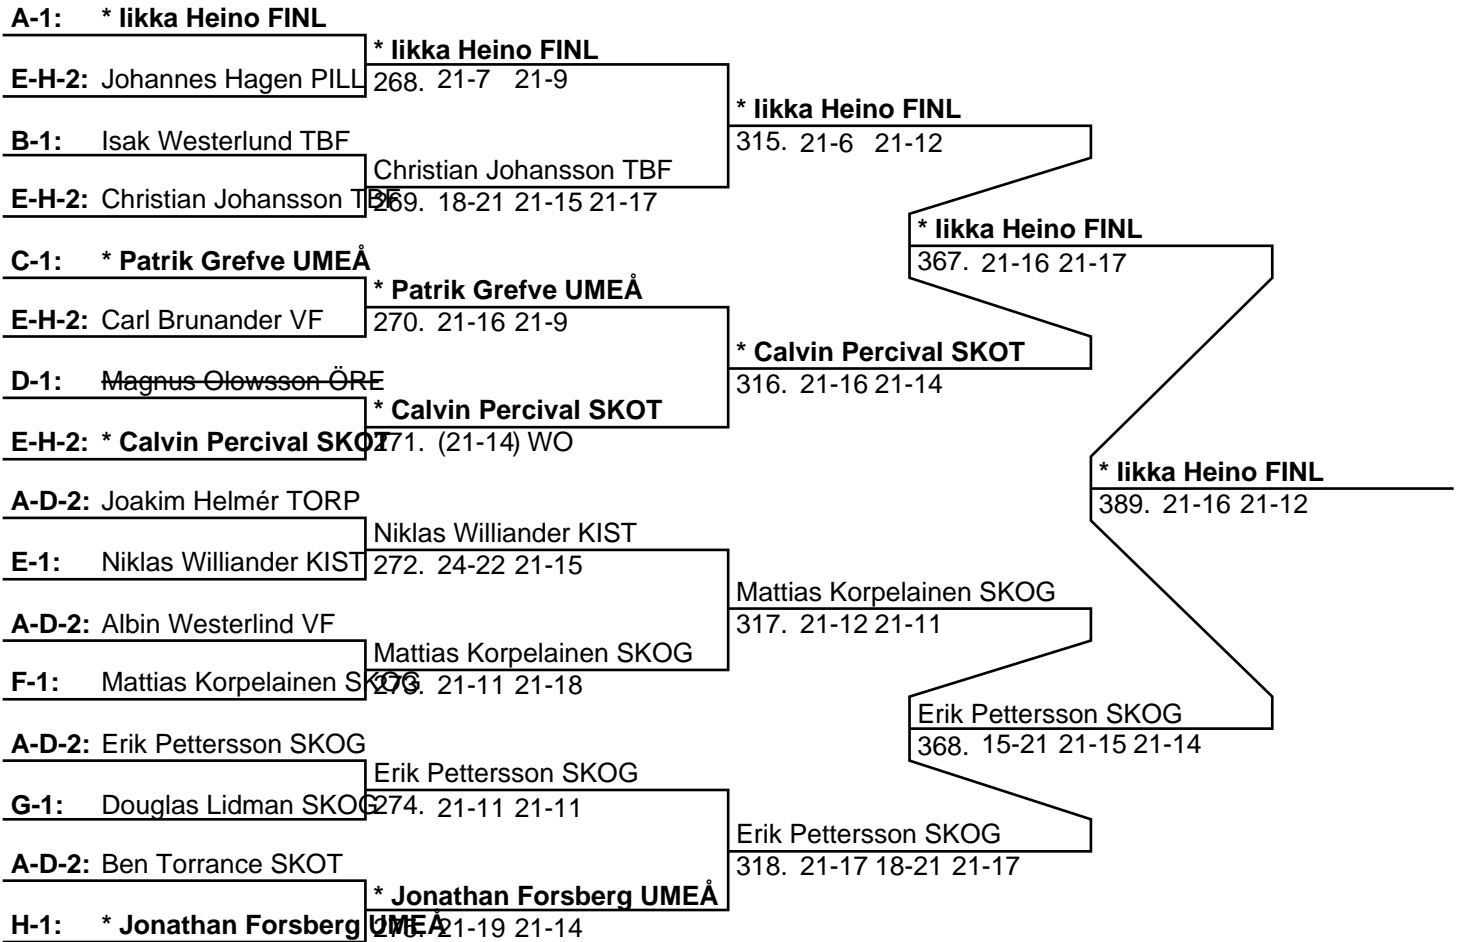 A-1: * Iikka Heino FINL
* Iikka Heino FINL
E-H-2: Johannes Hagen PILL
268. 21-7 21-9
* Iikka Heino FINL
B-1: Isak Westerlund TBF
315. 21-6 21-12
Christian Johansson TBF
E-H-2: Christian Johansson TBF
269. 18-21 21-15 21-17
* Iikka Heino FINL
C-1: * Patrik Grefve UMEÅ
367. 21-16 21-17
* Patrik Grefve UMEÅ
E-H-2: Carl Brunander VF
270. 21-16 21-9
* Calvin Percival SKOT
D-1: Magnus Olowsson ÖRE
316. 21-16 21-14
* Calvin Percival SKOT
E-H-2: * Calvin Percival SKOT
271. (21-14) WO
* Iikka Heino FINL
A-D-2: Joakim Helmér TORP
389. 21-16 21-12
Niklas Williander KIST
E-1: Niklas Williander KIST
272. 24-22 21-15
Mattias Korpelainen SKOG
A-D-2: Albin Westerlind VF
317. 21-12 21-11
Mattias Korpelainen SKOG
F-1: Mattias Korpelainen SKOG
273. 21-11 21-18
Erik Pettersson SKOG
A-D-2: Erik Pettersson SKOG
368. 15-21 21-15 21-14
Erik Pettersson SKOG
G-1: Douglas Lidman SKOG
274. 21-11 21-11
Erik Pettersson SKOG
A-D-2: Ben Torrance SKOT
318. 21-17 18-21 21-17
* Jonathan Forsberg UMEÅ
H-1: * Jonathan Forsberg UMEÅ
275. 21-19 21-14